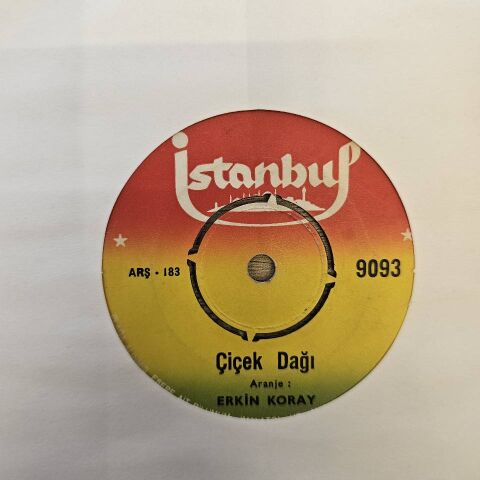 istanbul
ARŞ · 183
9093
Çiçek Dağı
Aranje :
ERKİN KORAY